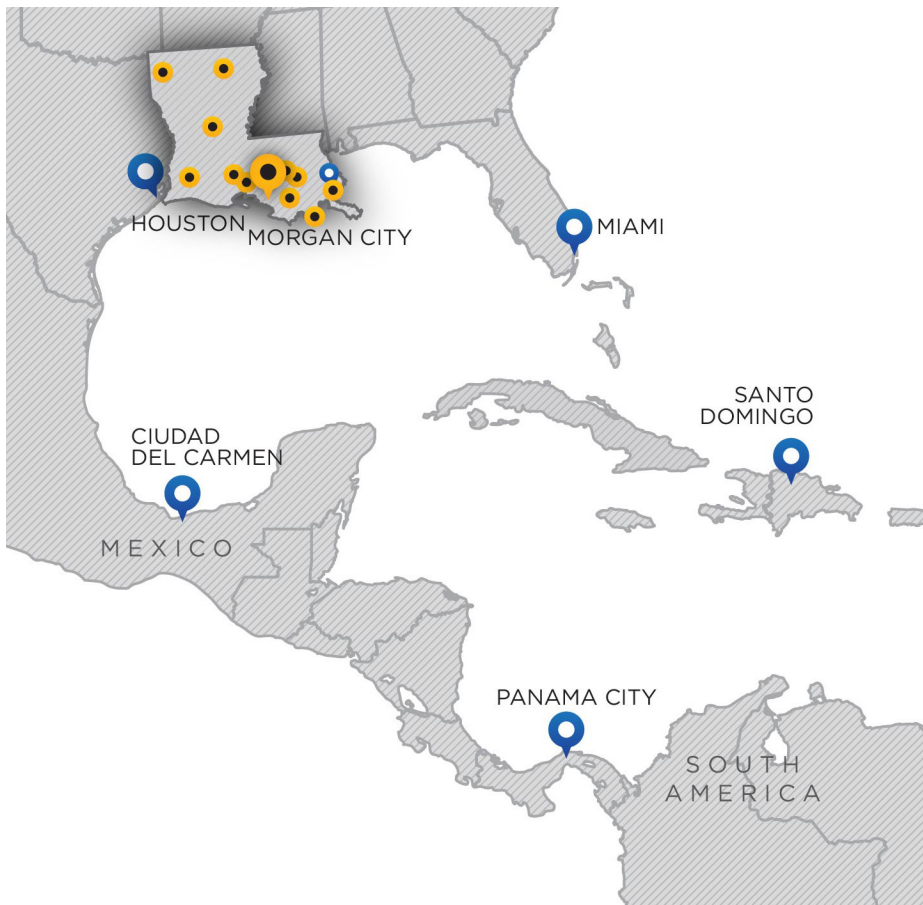 HOUSTON
MORGAN CITY
MIAMI
SANTO
DOMINGO
CIUDAD
DEL CARMEN
MEXICO
PANAMA CITY
SOUTH
AMERICA